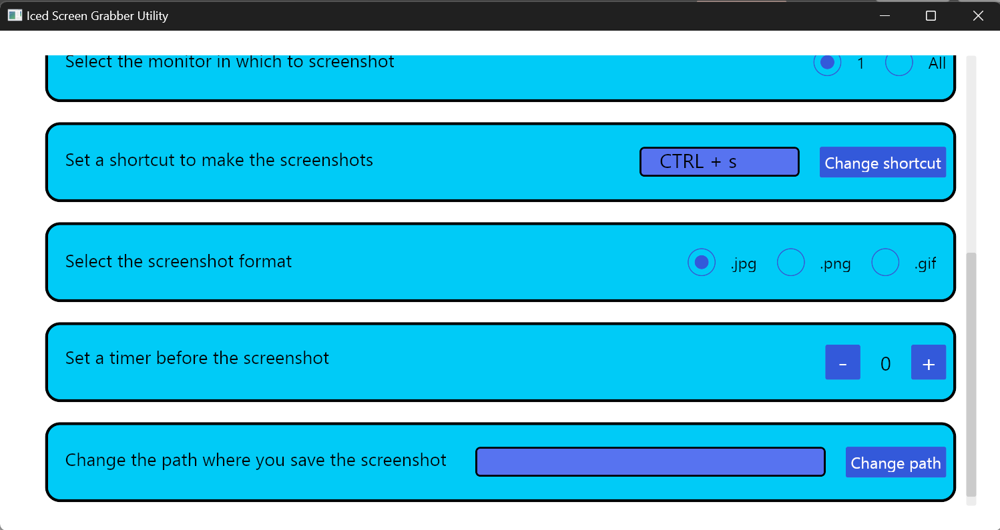 Iced Screen Grabber Utility
Select the monitor in which to screenshot 1 All
Set a shortcut to make the screenshots CTRL + s Change shortcut
Select the screenshot format .jpg .png .gif
Set a timer before the screenshot - 0 +
Change the path where you save the screenshot Change path